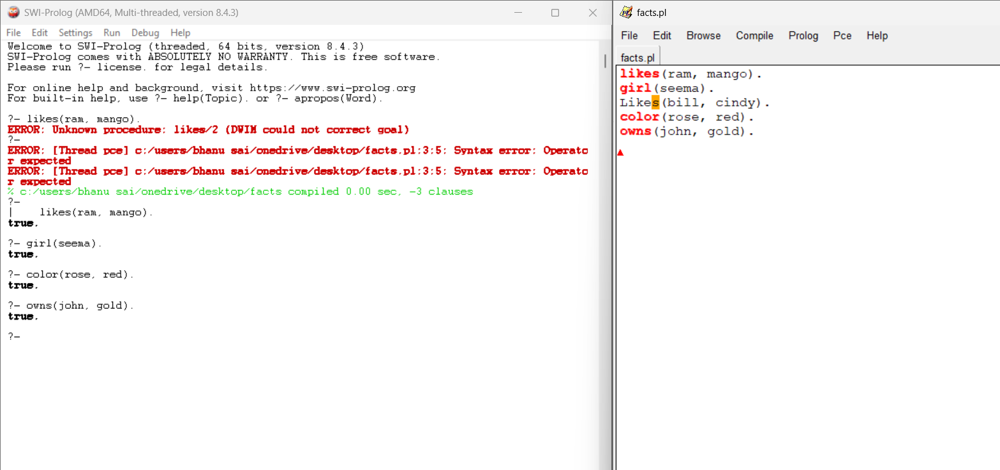 SWI-Prolog (AMD64, Multi-threaded, version 8.4.3)
File Edit Settings Run Debug Help
Welcome to SWI-Prolog (threaded, 64 bits, version 8.4.3)
SWI-Prolog comes with ABSOLUTELY NO WARRANTY. This is free software.
Please run ?- license. for legal details.
For online help and background, visit https://www.swi-prolog.org
For built-in help, use ?- help(Topic). or ?- apropos(Word).
?- likes(ram, mango).
ERROR: Unknown procedure: likes/2 (DWIM could not correct goal)
?-
ERROR: [Thread pce] c:/users/bhanu sai/onedrive/desktop/facts.pl:3:5: Syntax error: Operato
r expected
ERROR: [Thread pce] c:/users/bhanu sai/onedrive/desktop/facts.pl:3:5: Syntax error: Operato
r expected
% c:/users/bhanu sai/onedrive/desktop/facts compiled 0.00 sec, -3 clauses
?-
|    likes(ram, mango).
true.
?- girl(seema).
true.
?- color(rose, red).
true.
?- owns(john, gold).
true.
?-
facts.pl
File Edit Browse Compile Prolog Pce Help
facts.pl
likes(ram, mango).
girl(seema).
Likes(bill, cindy).
color(rose, red).
owns(john, gold).